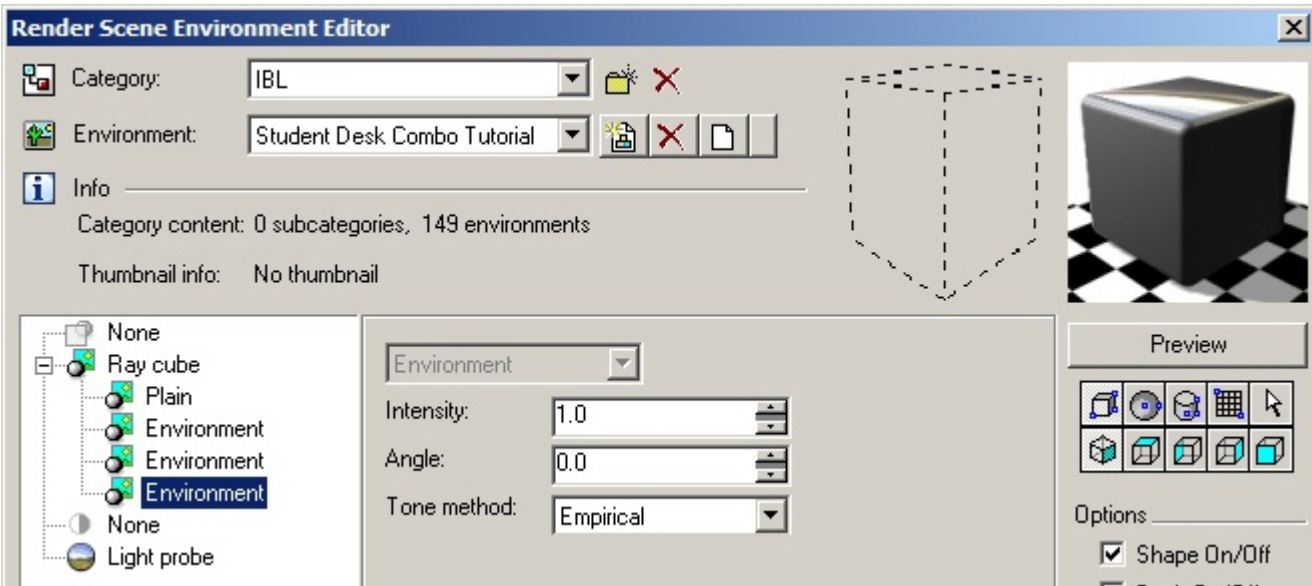 Render Scene Environment Editor
Category: IBL
Environment: Student Desk Combo Tutorial
Info
Category content: 0 subcategories, 149 environments
Thumbnail info: No thumbnail
None
Ray cube
Plain
Environment
Environment
Environment
None
Light probe
Environment
Intensity: 1.0
Angle: 0.0
Tone method: Empirical
Preview
Options
Shape On/Off